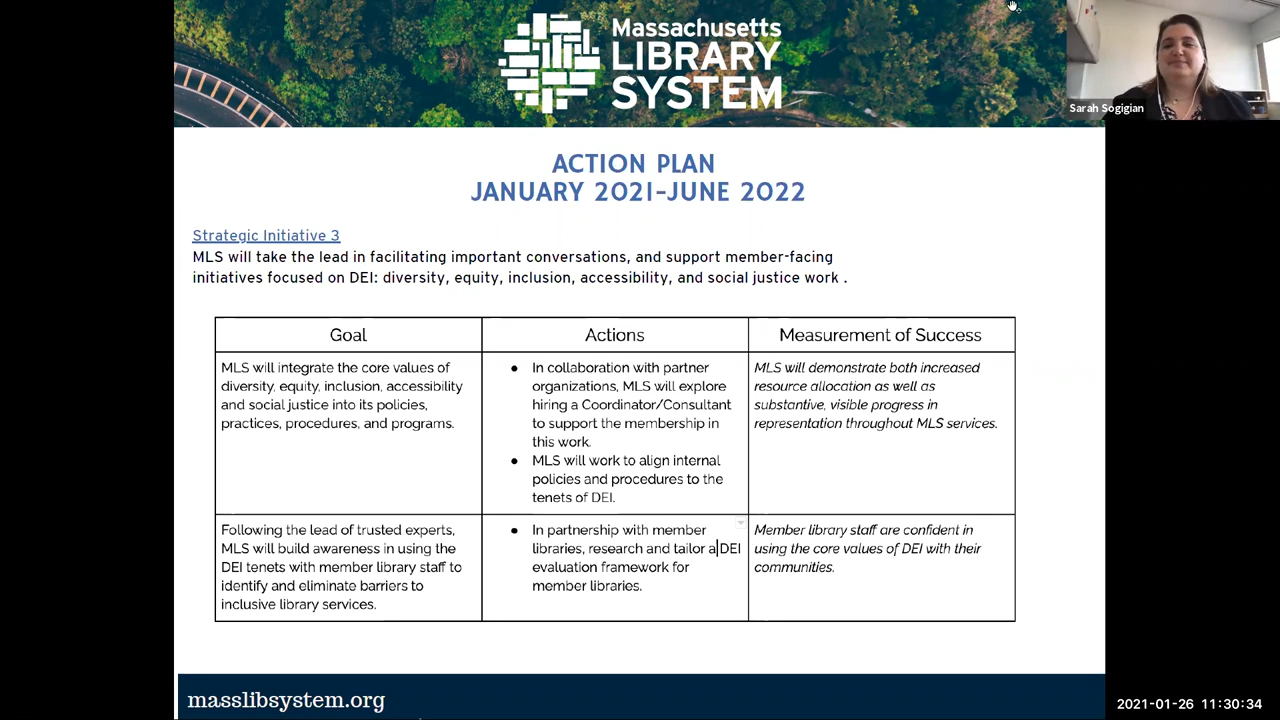 Massachusetts
LIBRARY
SYSTEM
Sarah Sogigian
ACTION PLAN
JANUARY 2021-JUNE 2022
Strategic Initiative 3
MLS will take the lead in facilitating important conversations, and support member-facing
initiatives focused on DEI: diversity, equity, inclusion, accessibility, and social justice work .
Goal
Actions
Measurement of Success
MLS will integrate the core values of
diversity, equity, inclusion, accessibility
and social justice into its policies,
practices, procedures, and programs.
● In collaboration with partner
organizations, MLS will explore
hiring a Coordinator/Consultant
to support the membership in
this work.
● MLS will work to align internal
policies and procedures to the
tenets of DEI.
MLS will demonstrate both increased
resource allocation as well as
substantive, visible progress in
representation throughout MLS services.
Following the lead of trusted experts,
MLS will build awareness in using the
DEI tenets with member library staff to
identify and eliminate barriers to
inclusive library services.
● In partnership with member
libraries, research and tailor a DEI
evaluation framework for
member libraries.
Member library staff are confident in
using the core values of DEI with their
communities.
masslibsystem.org
2021-01-26 11:30:34